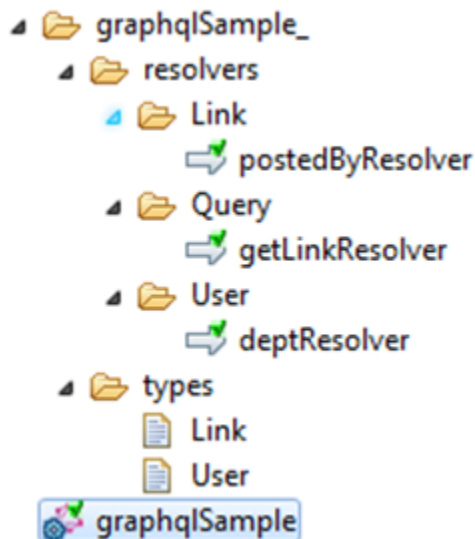 graphqlSample_
resolvers
Link
postedByResolver
Query
getLinkResolver
User
deptResolver
types
Link
User
graphqlSample